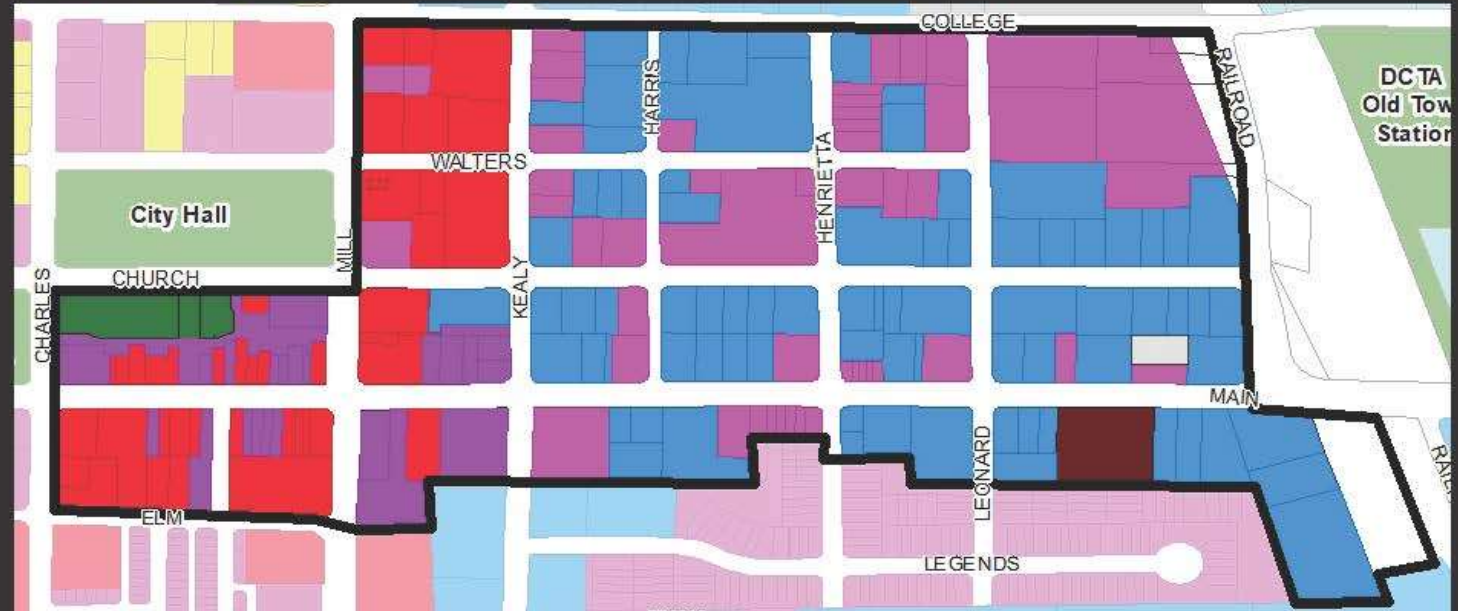 COLLEGE
RAILROAD
DCTA
Old Tow
Station
HARRIS
HENRIETTA
WALTERS
City Hall
MILL
KEALY
CHURCH
CHARLES
MAIN
LEONARD
RAIL
ELM
LEGENDS